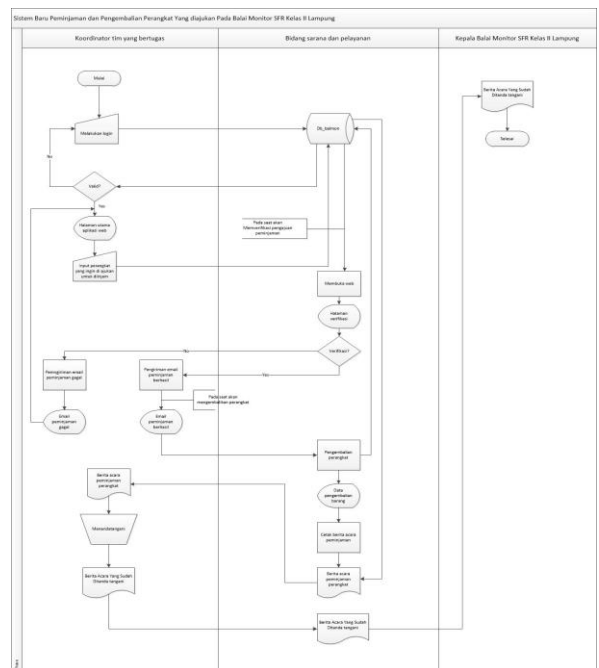 Sistem Baru Peminjaman dan Pengembalian Perangkat Yang diajukan Pada Balai Monitor SFR Kelas II Lampung
Koordinator tim yang bertugas
Bidang sarana dan pelayanan
Kepala Balai Monitor SFR Kelas II Lampung
Mulai
Melakukan login
Db_balmon
Berita Acara Yang Sudah
Ditanda tangani
Selesai
No
Valid?
Yes
Halaman utama
aplikasi web
Input perangkat
yang ingin di ajukan
untuk dipinjam
Pada saat akan
Memverifikasi pengajuan
peminjaman
Membuka web
Halaman
verifikasi
Verifikasi?
No
Yes
Pengiriman email
peminjaman gagal
Pengiriman email
peminjaman
berhasil
Pada saat akan
mengembalikan perangkat
Email
peminjaman
gagal
Email
peminjaman
berhasil
Pengembalian
perangkat
Data
pengembalian
barang
Cetak berita acara
peminjaman
Berita acara
peminjaman
perangkat
Berita acara
peminjaman
perangkat
Menandatangani
Berita Acara Yang Sudah
Ditanda tangani
Berita Acara Yang Sudah
Ditanda tangani